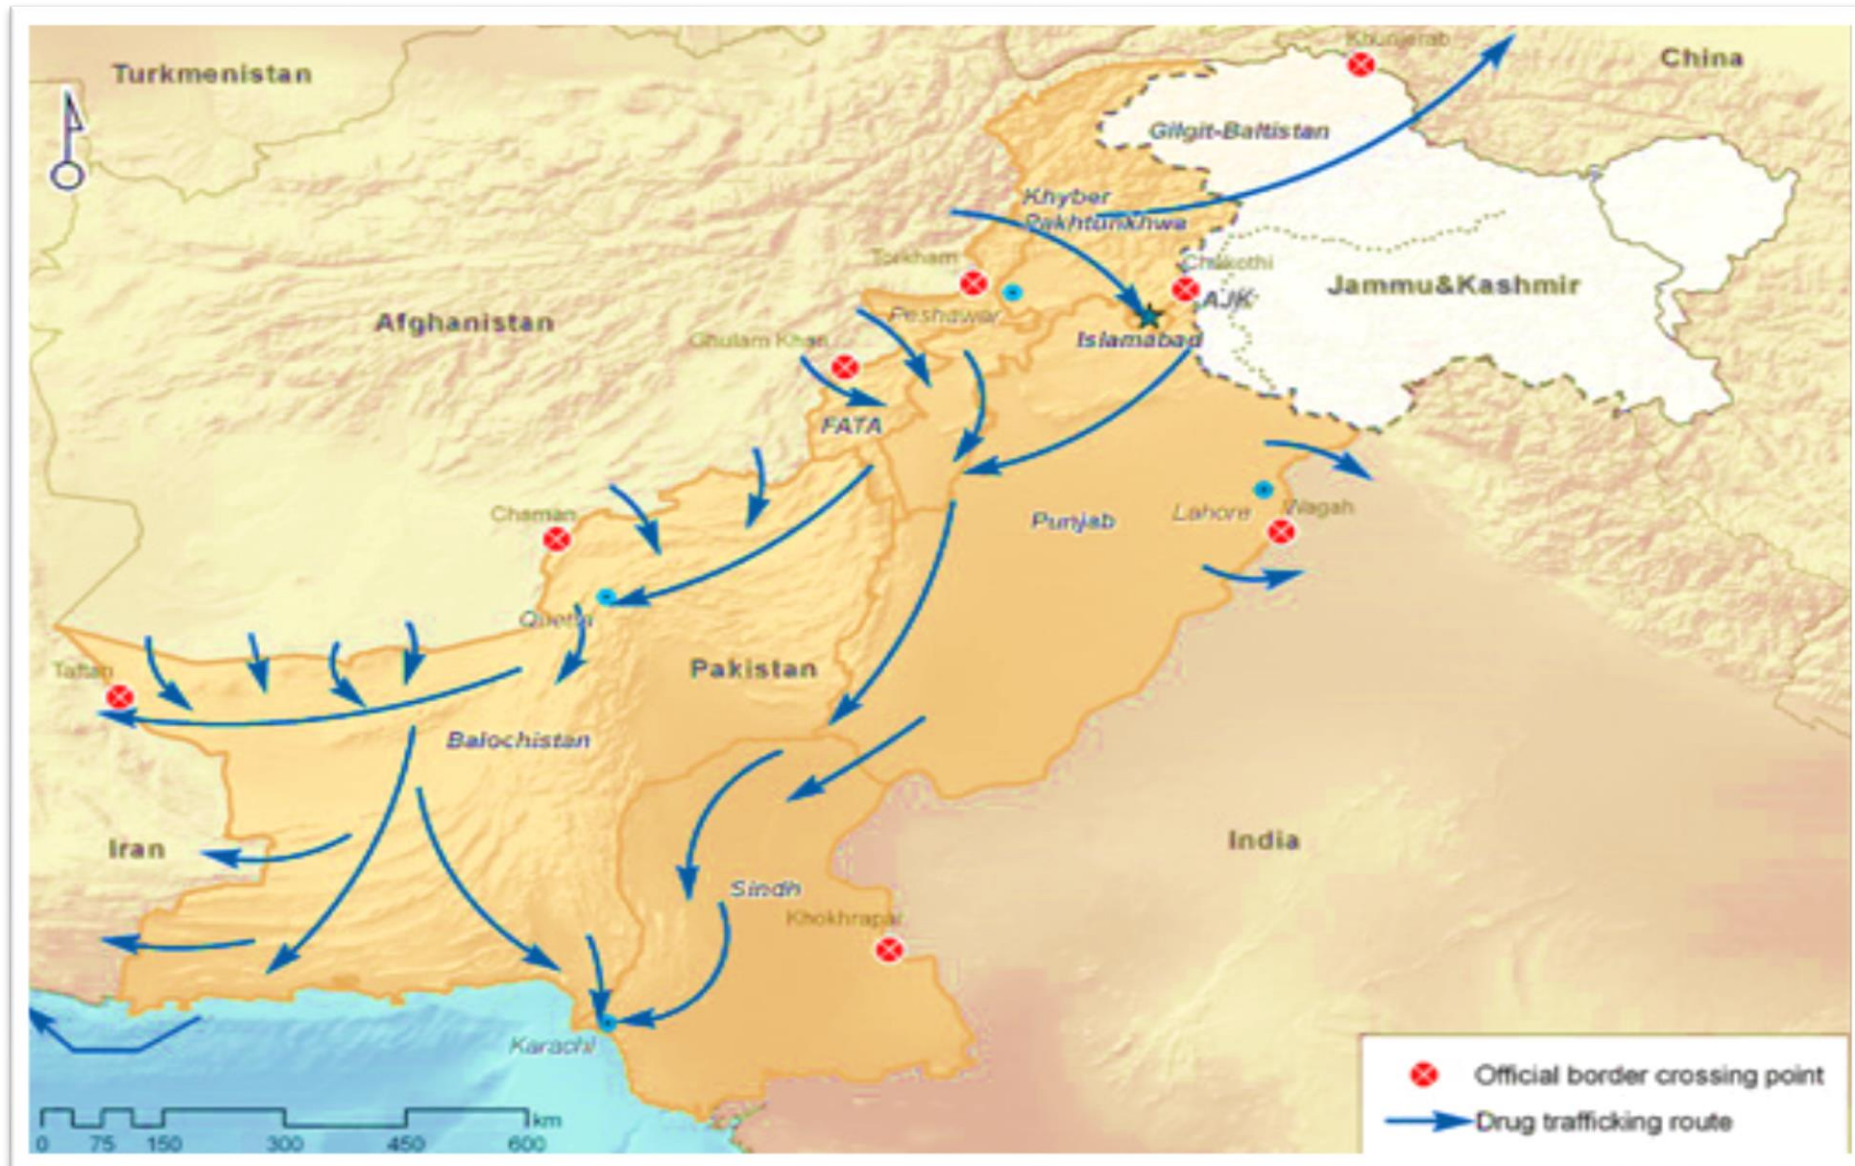 Khunjerab
Turkmenistan
China
Gilgit-Baltistan
Khyber
Pakhtunkhwa
Torkham
Chakothi
Jammu&Kashmir
AJK
Peshawar
Afghanistan
Ghulam Khan
Islamabad
FATA
Chaman
Punjab
Lahore
Wagah
Quetta
Taftan
Pakistan
Balochistan
Iran
India
Sindh
Khokhrapar
Karachi
Official border crossing point
Drug trafficking route
km
0 75 150 300 450 600